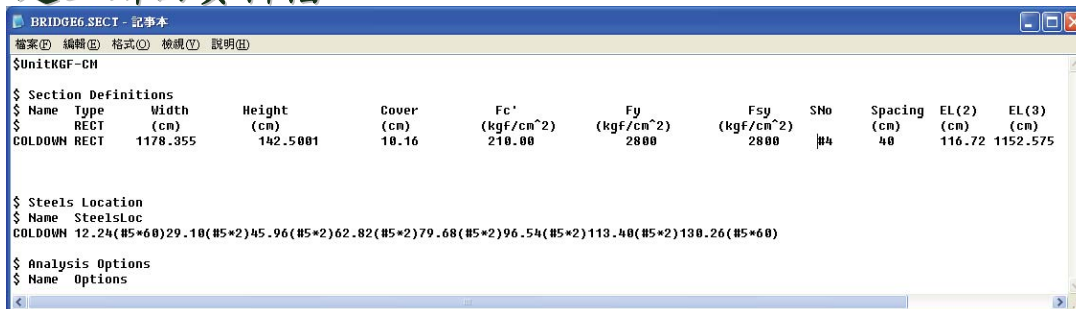 BRIDGE6.SECT - 記事本
檔案(F) 編輯(E) 格式(O) 檢視(V) 說明(H)
$UnitKGF-CM
$ Section Definitions
$ Name Type Width Height Cover Fc' Fy Fsy SNo Spacing EL(2) EL(3)
$ RECT (cm) (cm) (cm) (kgf/cm^2) (kgf/cm^2) (kgf/cm^2) (cm) (cm) (cm)
COLDOWN RECT 1178.355 142.5001 10.16 210.00 2800 2800 #4 40 116.72 1152.575
$ Steels Location
$ Name SteelsLoc
COLDOWN 12.24(#5*60)29.10(#5*2)45.96(#5*2)62.82(#5*2)79.68(#5*2)96.54(#5*2)113.40(#5*2)130.26(#5*60)
$ Analysis Options
$ Name Options